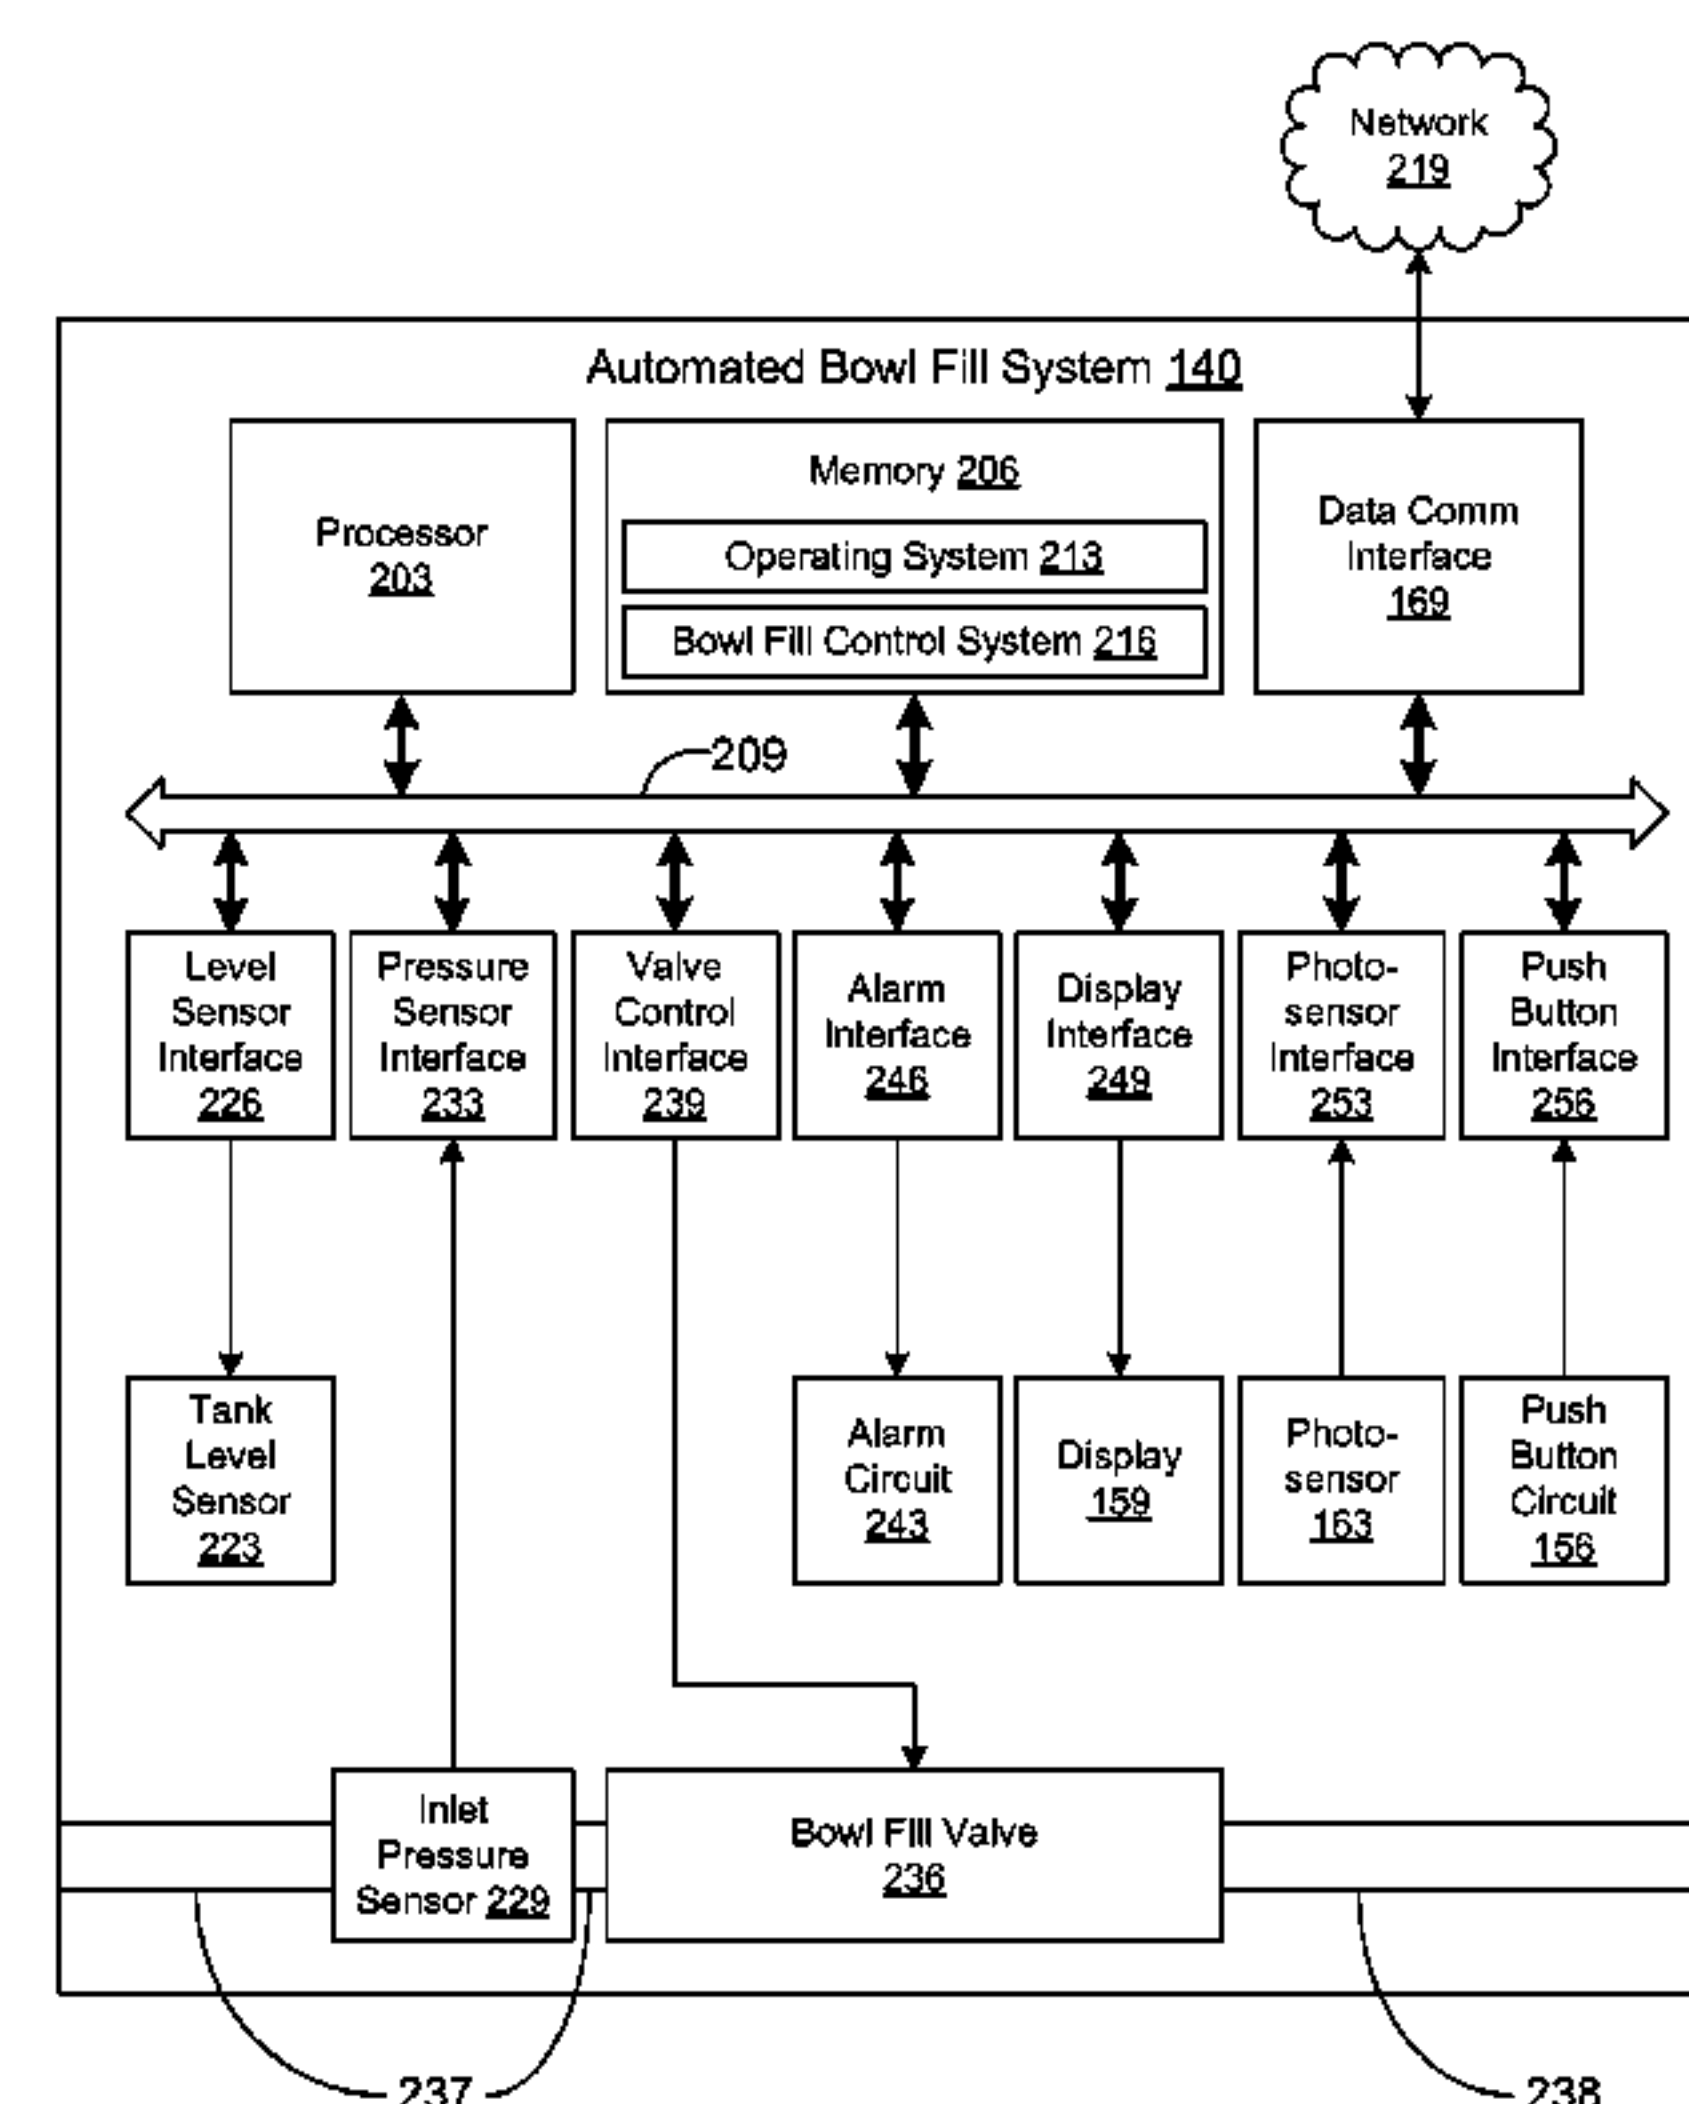 Network
219
Automated Bowl Fill System 140
Processor
203
Memory 206
Operating System 213
Bowl Fill Control System 216
Data Comm
Interface
169
209
Level
Sensor
Interface
226
Pressure
Sensor
Interface
233
Valve
Control
Interface
239
Alarm
Interface
246
Display
Interface
249
Photo-
sensor
Interface
253
Push
Button
Interface
256
Tank
Level
Sensor
223
Alarm
Circuit
243
Display
159
Photo-
sensor
163
Push
Button
Circuit
156
Inlet
Pressure
Sensor 229
Bowl Fill Valve
236
237
238